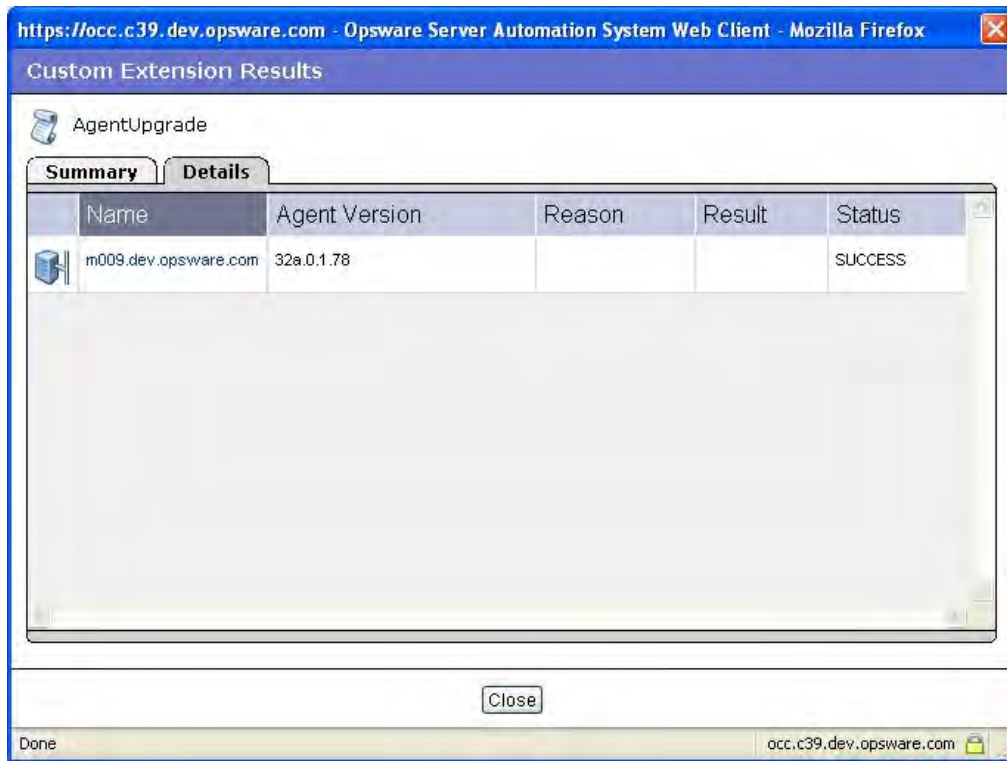 https://occ.c39.dev.opsware.com - Opsware Server Automation System Web Client - Mozilla Firefox
Custom Extension Results
AgentUpgrade
Summary Details
Name Agent Version Reason Result Status
m009.dev.opsware.com 32a.0.1.78 SUCCESS
Close
Done occ.c39.dev.opsware.com